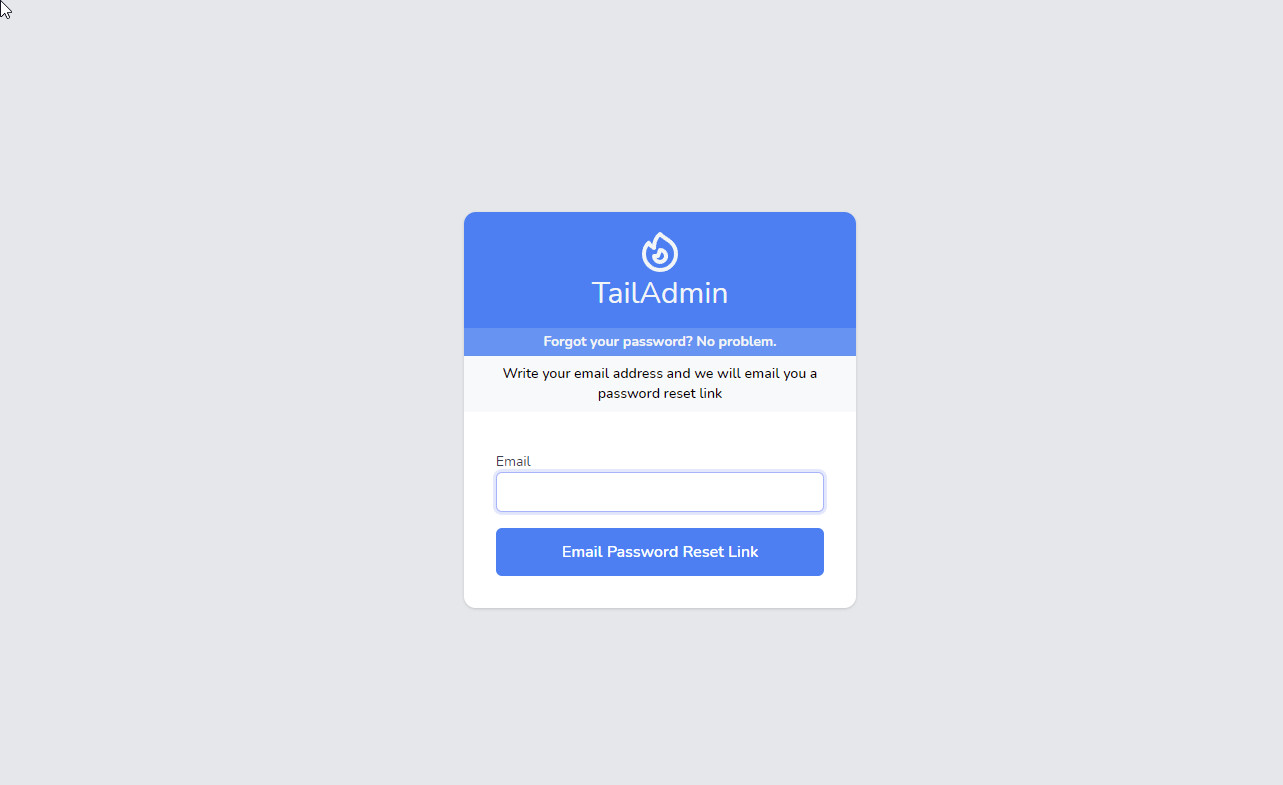 TailAdmin
Forgot your password? No problem.
Write your email address and we will email you a
password reset link
Email
Email Password Reset Link